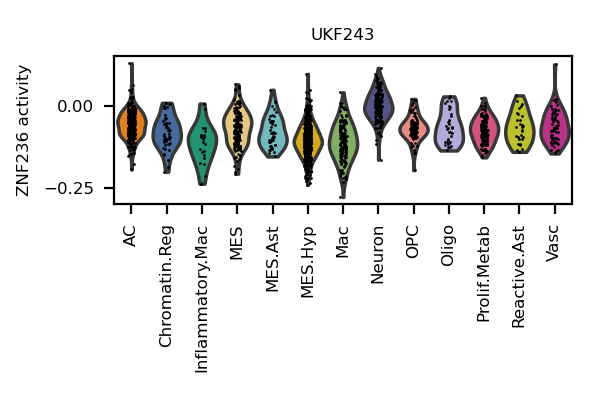 UKF243
ZNF236 activity
0.00
−0.25
AC
Chromatin.Reg
Inflammatory.Mac
MES
MES.Ast
MES.Hyp
Mac
Neuron
OPC
Oligo
Prolif.Metab
Reactive.Ast
Vasc